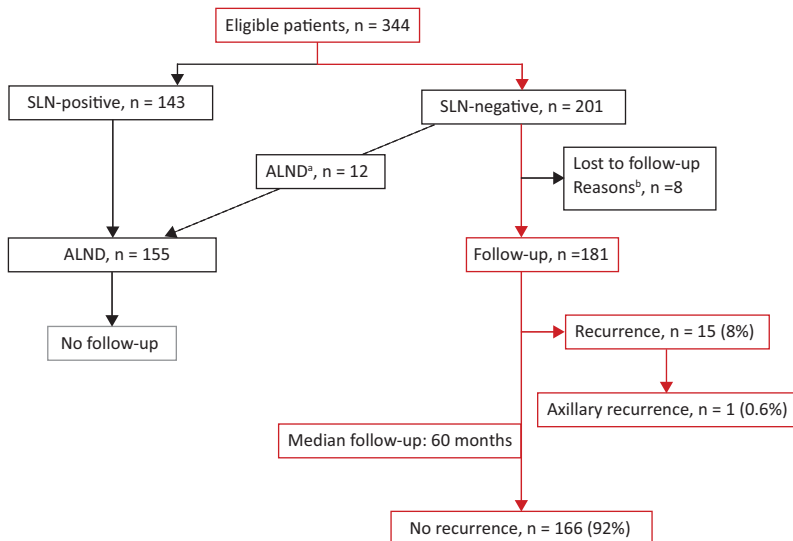 Eligible patients, n = 344
SLN-positive, n = 143
SLN-negative, n = 201
ALNDᵃ, n = 12
Lost to follow-up
Reasonsᵇ, n =8
ALND, n = 155
Follow-up, n =181
No follow-up
Recurrence, n = 15 (8%)
Axillary recurrence, n = 1 (0.6%)
Median follow-up: 60 months
No recurrence, n = 166 (92%)